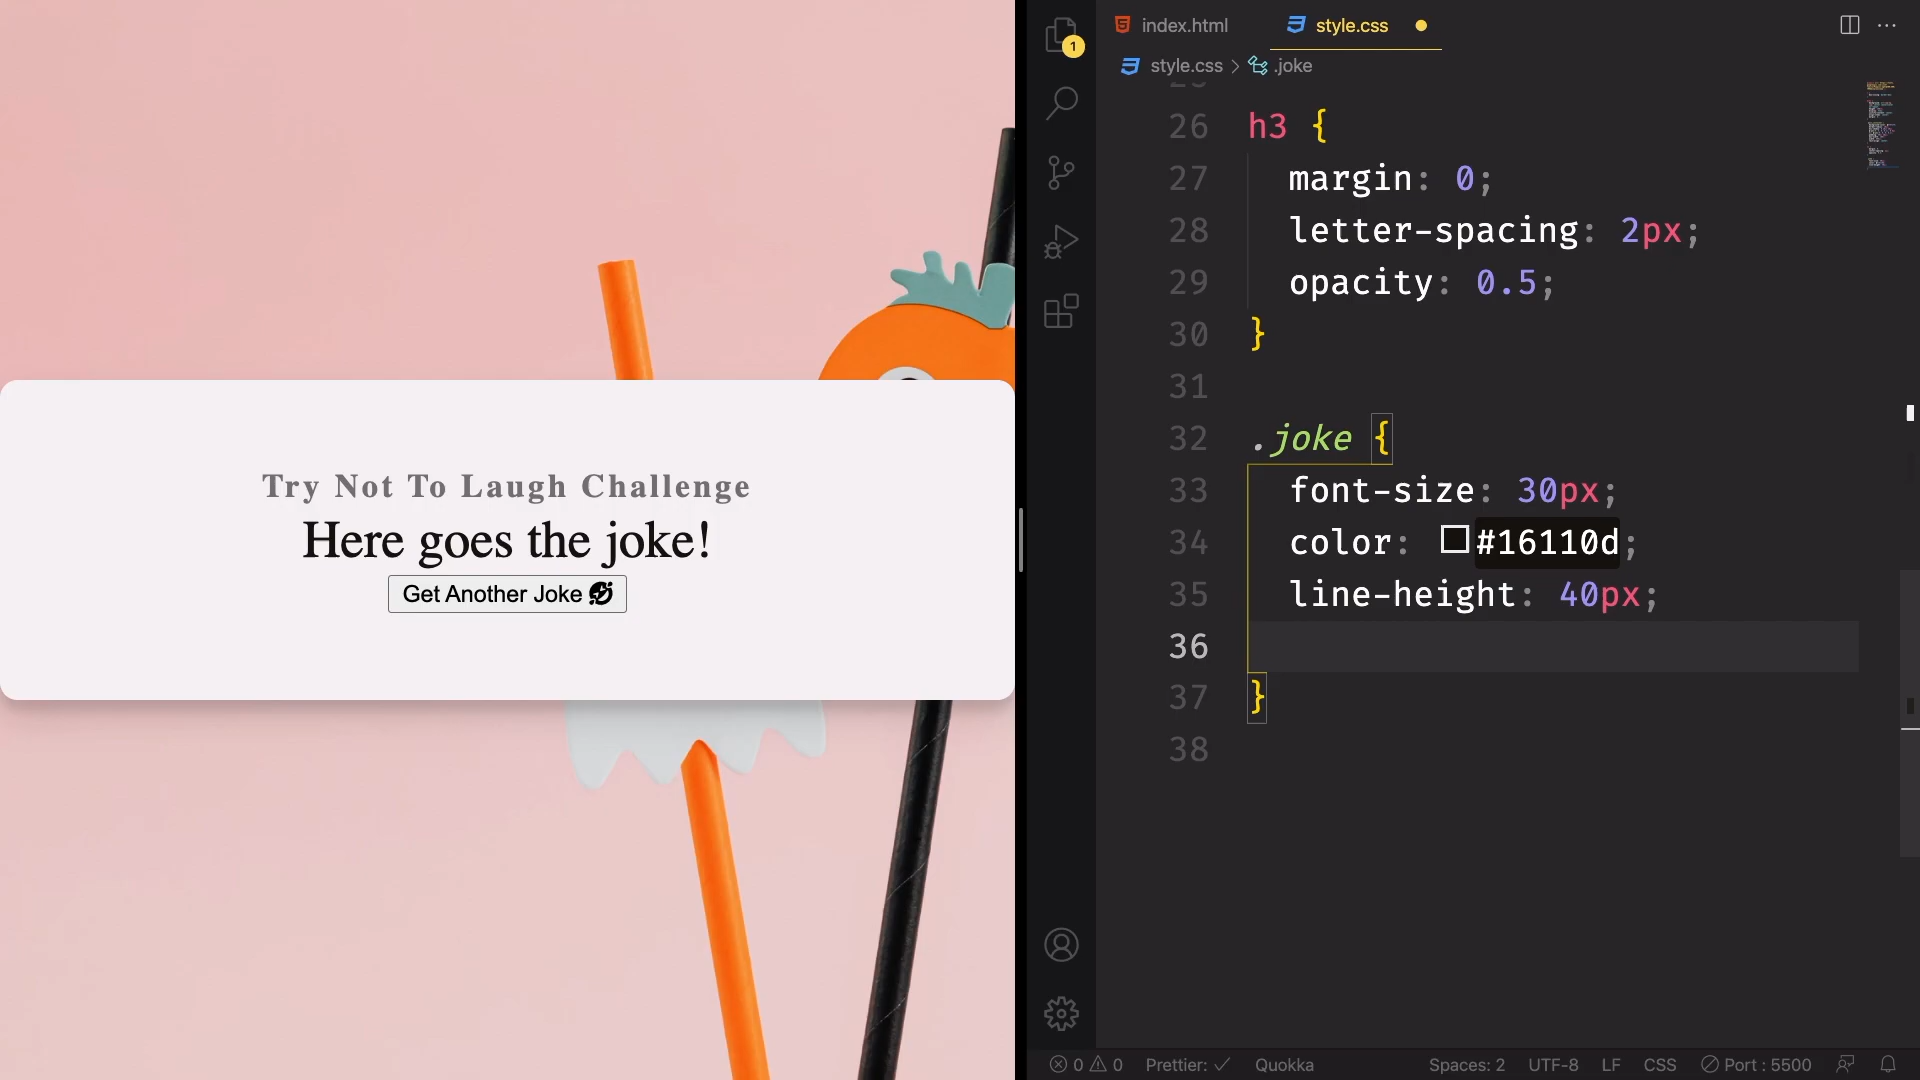 Try Not To Laugh Challenge
Here goes the joke!
Get Another Joke 🤣
1
index.html
style.css
style.css > .joke
26 h3 {
27 margin: 0;
28 letter-spacing: 2px;
29 opacity: 0.5;
30 }
31
32 .joke {
33 font-size: 30px;
34 color: #16110d;
35 line-height: 40px;
36
37 }
38
0 0 Prettier: ✓ Quokka Spaces: 2 UTF-8 LF CSS Port : 5500